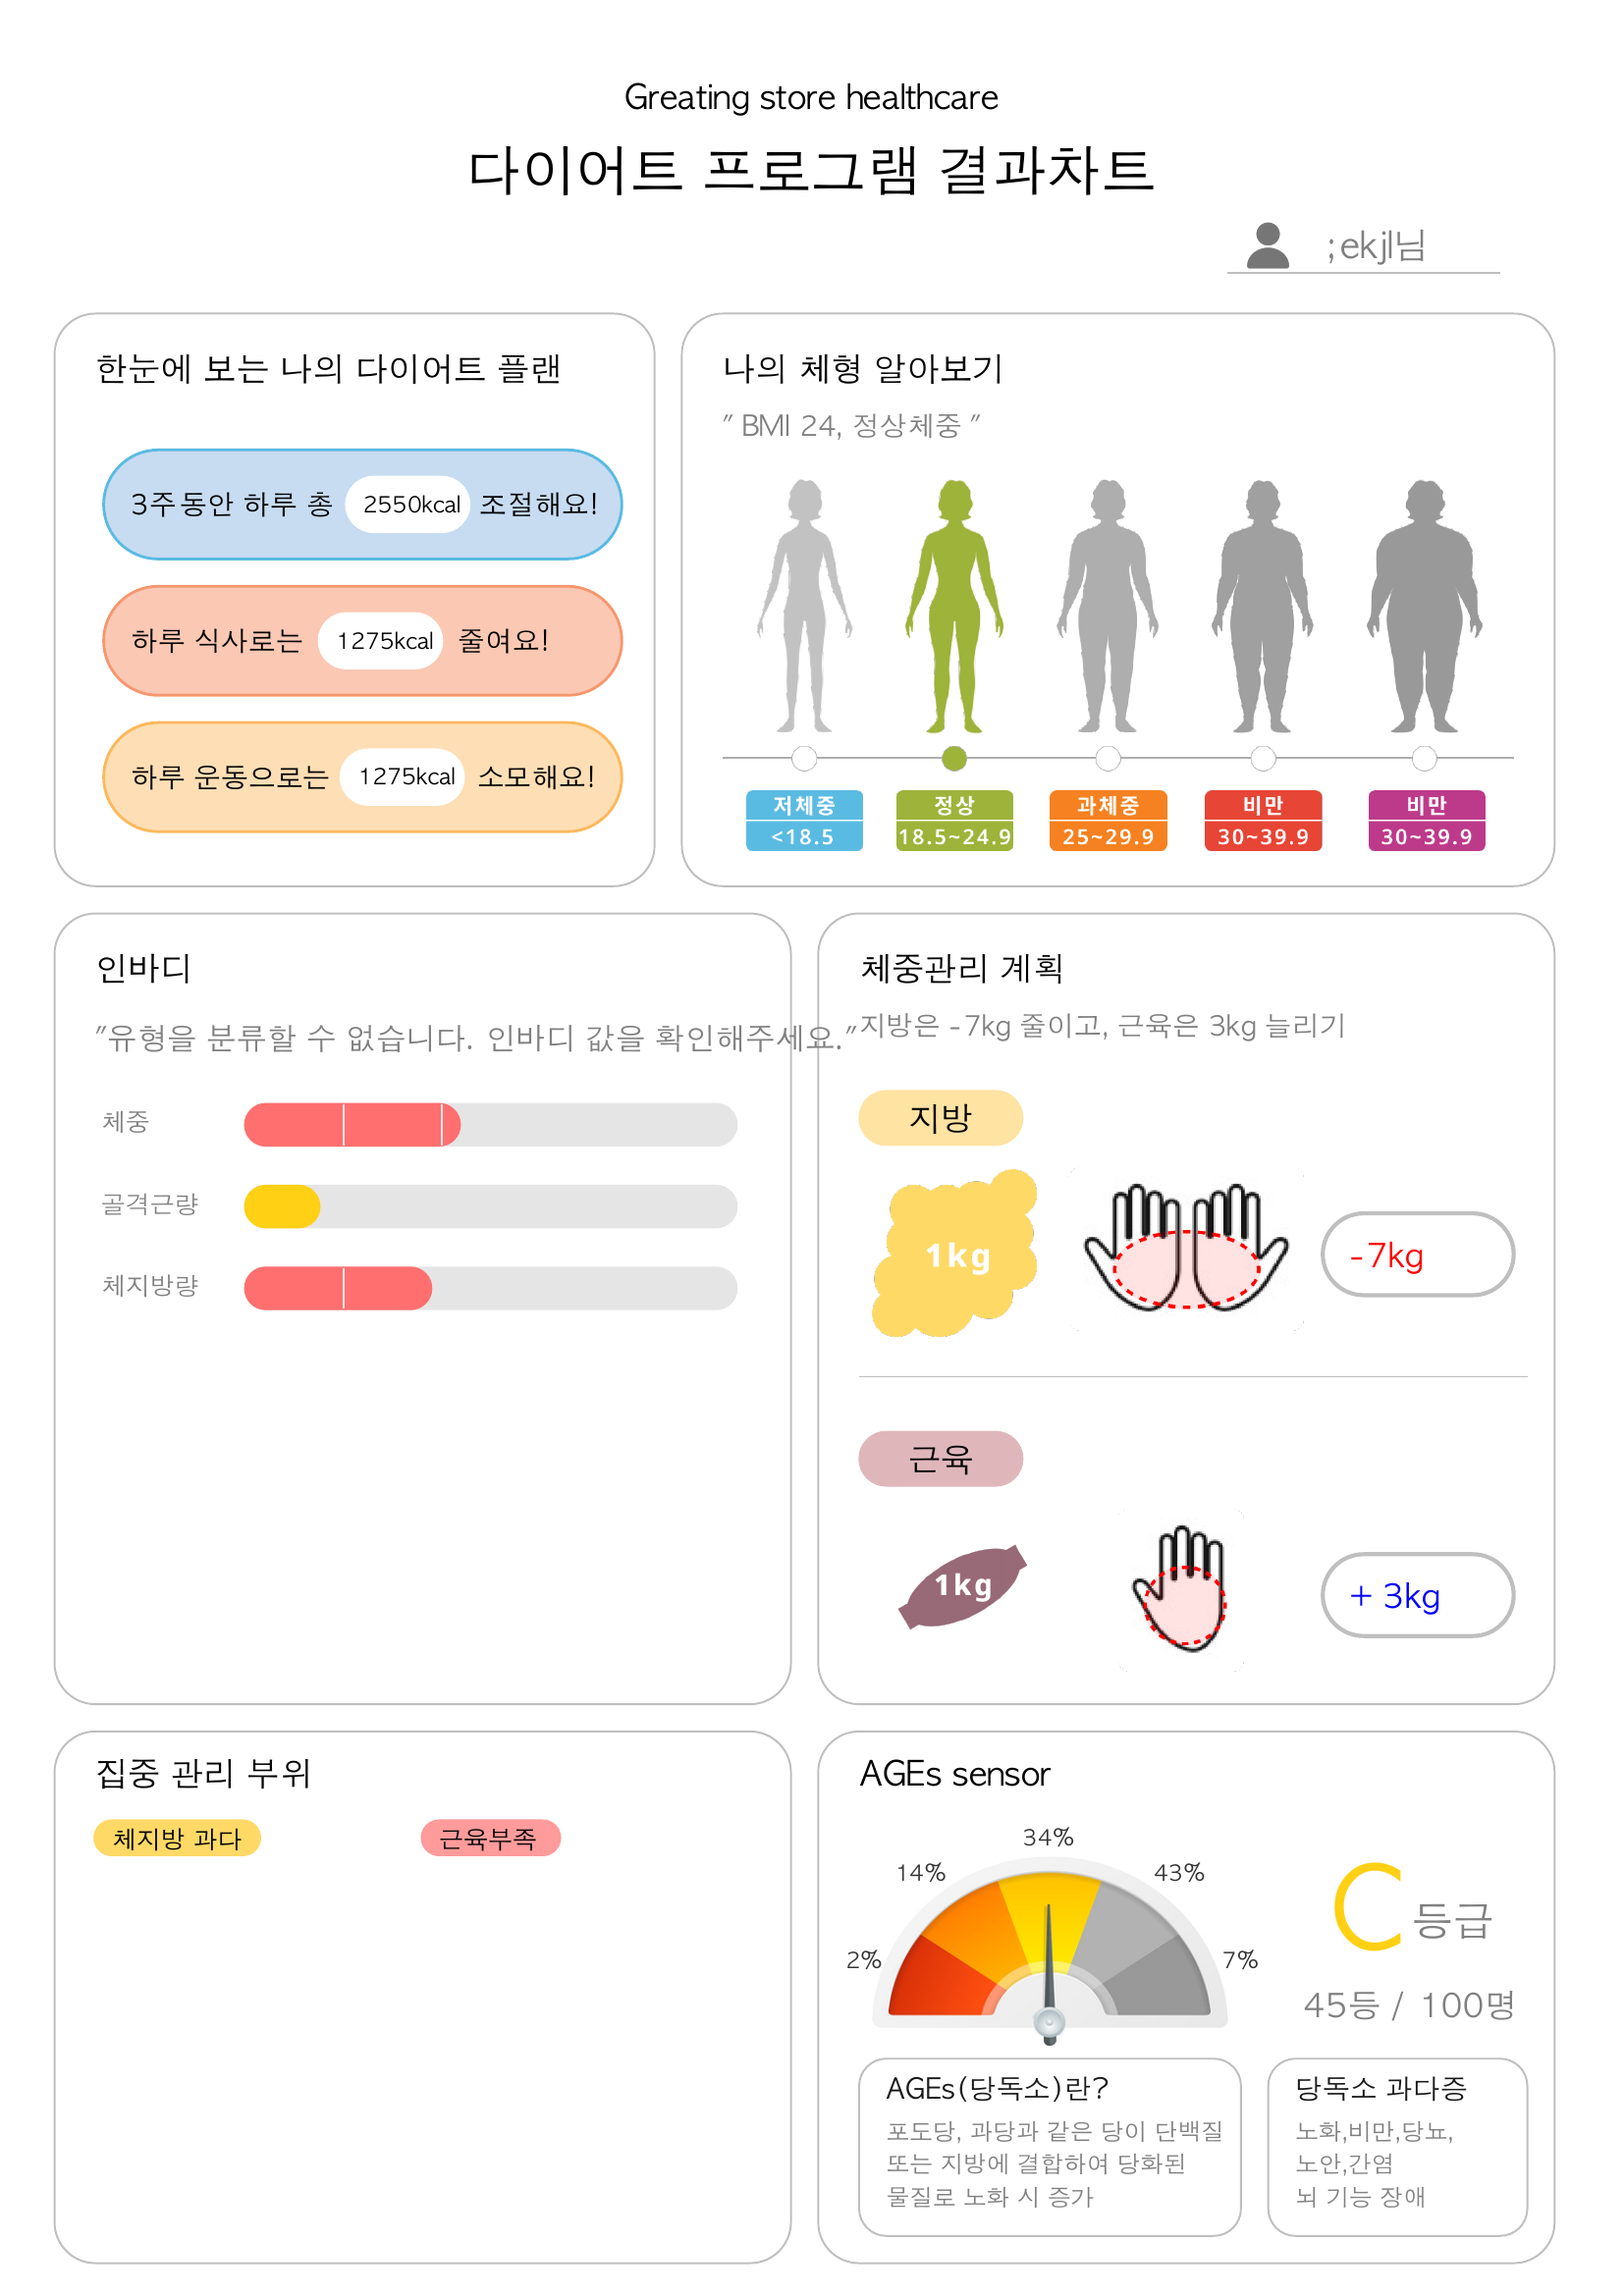 Greating store healthcare
다이어트 프로그램 결과차트
;ekjl님
한눈에 보는 나의 다이어트 플랜
3주동안 하루 총 2550kcal 조절해요!
하루 식사로는 1275kcal 줄여요!
하루 운동으로는 1275kcal 소모해요!
나의 체형 알아보기
" BMI 24, 정상체중 "
저체중 정상 과체중 비만 비만
<18.5 18.5~24.9 25~29.9 30~39.9 30~39.9
인바디
"유형을 분류할 수 없습니다. 인바디 값을 확인해주세요."
체중
골격근량
체지방량
체중관리 계획
지방은 -7kg 줄이고, 근육은 3kg 늘리기
지방
1kg
-7kg
근육
1kg
+ 3kg
집중 관리 부위
체지방 과다 근육부족
AGEs sensor
34%
14% 43%
2% 7%
C 등급
45등 / 100명
AGEs(당독소)란?
포도당, 과당과 같은 당이 단백질
또는 지방에 결합하여 당화된
물질로 노화 시 증가
당독소 과다증
노화,비만,당뇨,
노안,간염
뇌 기능 장애